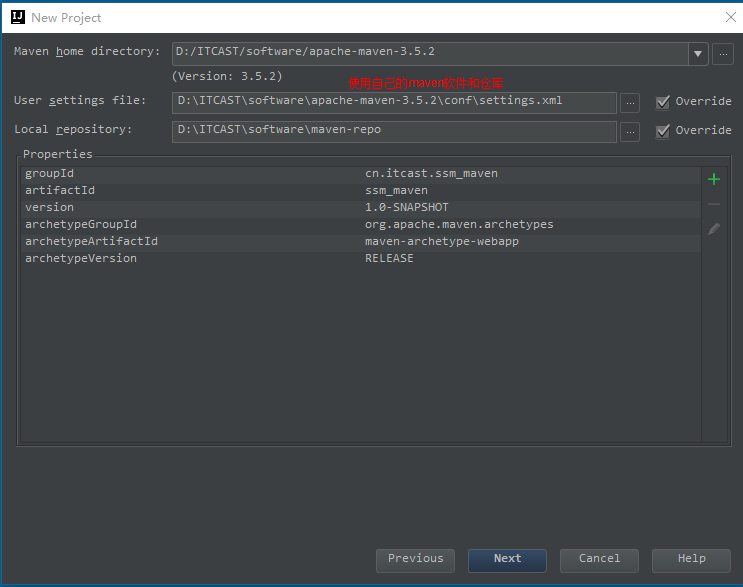 New Project
Maven home directory: D:/ITCAST/software/apache-maven-3.5.2 ...
(Version: 3.5.2)
使用自己的maven软件和仓库
User settings file: D:\ITCAST\software\apache-maven-3.5.2\conf\settings.xml ... Override
Local repository: D:\ITCAST\software\maven-repo ... Override
Properties
groupId cn.itcast.ssm_maven
artifactId ssm_maven
version 1.0-SNAPSHOT
archetypeGroupId org.apache.maven.archetypes
archetypeArtifactId maven-archetype-webapp
archetypeVersion RELEASE
Previous Next Cancel Help